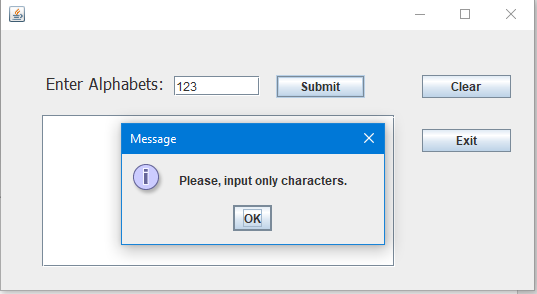 Enter Alphabets: 123 Submit Clear
Message
Please, input only characters.
OK
Exit